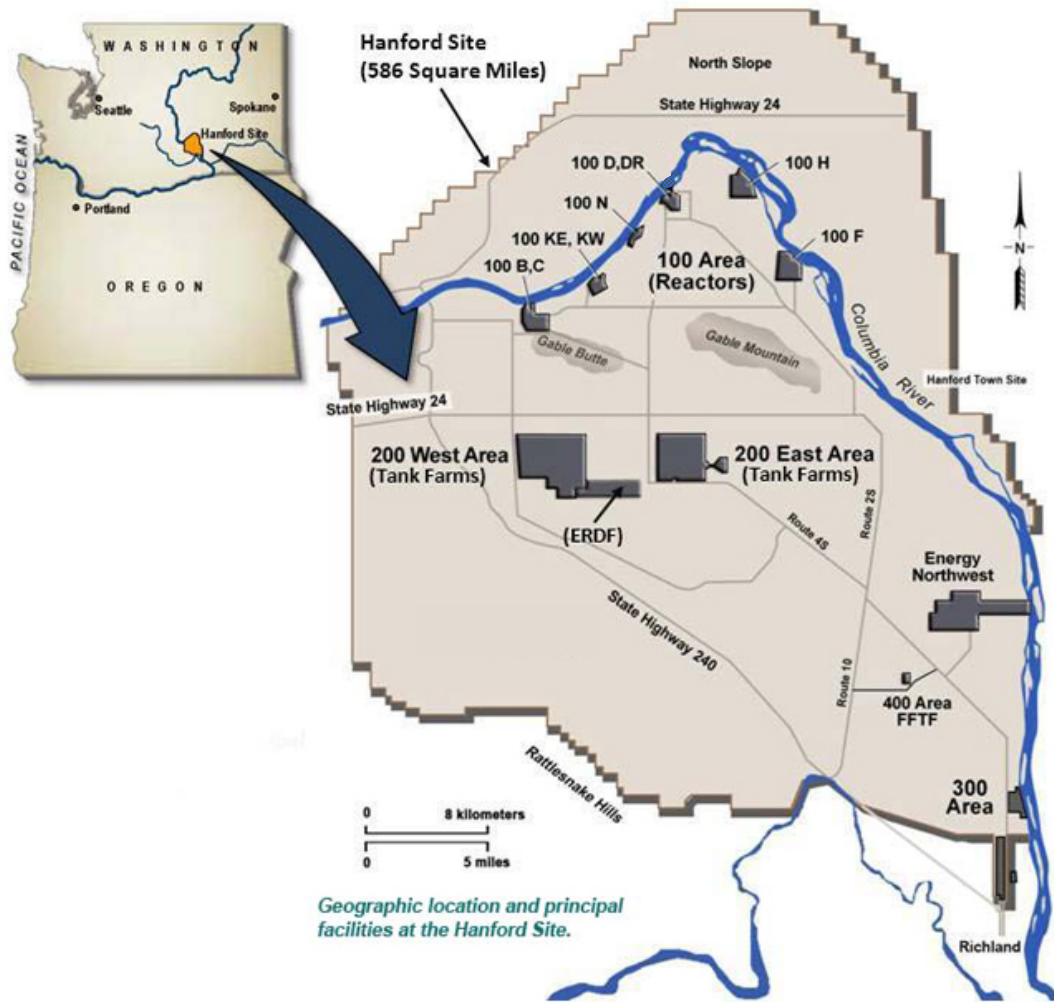 WASHINGTON
Seattle
Spokane
Hanford Site
PACIFIC OCEAN
Portland
OREGON
Hanford Site
(586 Square Miles)
North Slope
State Highway 24
100 D,DR
100 H
100 N
100 KE, KW
100 F
100 B,C
100 Area
(Reactors)
N
Gable Butte
Gable Mountain
Columbia River
Hanford Town Site
State Highway 24
200 West Area
(Tank Farms)
200 East Area
(Tank Farms)
(ERDF)
Route 4S
Route 2S
Energy
Northwest
State Highway 240
Route 10
400 Area
FFTF
Rattlesnake Hills
300
Area
0 8 kilometers
0 5 miles
Geographic location and principal
facilities at the Hanford Site.
Richland